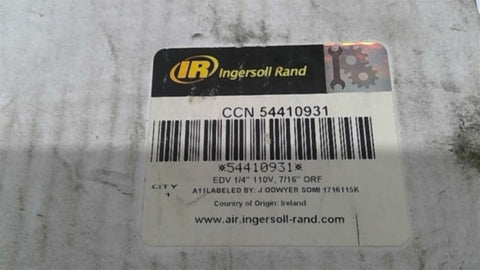 IR Ingersoll Rand
CCN 54410931
*54410931*
EDV 1/4" 110V, 7/16" ORF
QTY
1
A11LABELED BY: J ODWYER SOMI 1716115K
Country of Origin: Ireland
www.air.ingersoll-rand.com